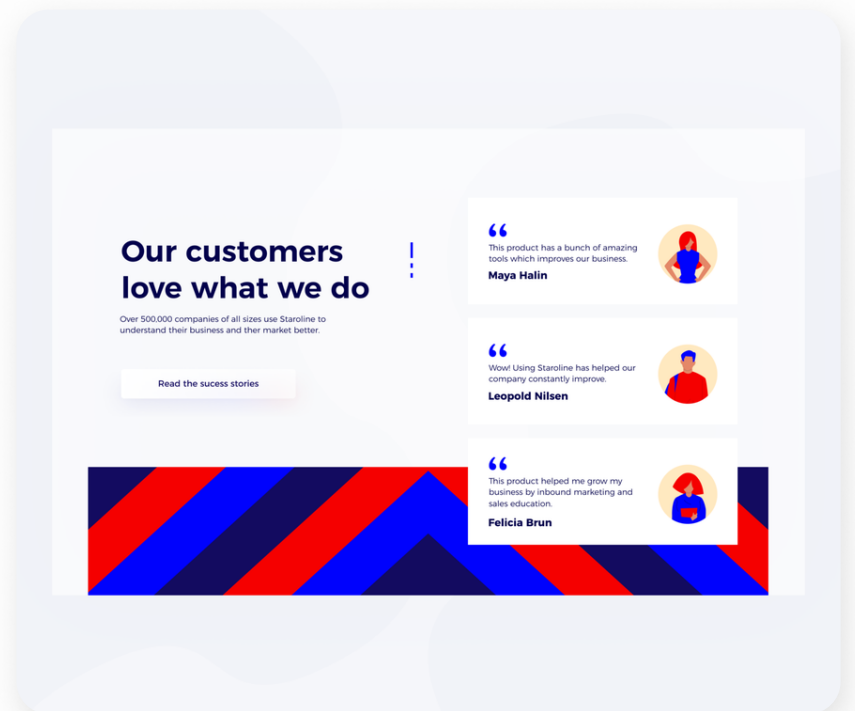 Our customers
love what we do
Over 500,000 companies of all sizes use Staroline to
understand their business and ther market better.
Read the sucess stories
“
This product has a bunch of amazing
tools which improves our business.
Maya Halin
“
Wow! Using Staroline has helped our
company constantly improve.
Leopold Nilsen
“
This product helped me grow my
business by inbound marketing and
sales education.
Felicia Brun